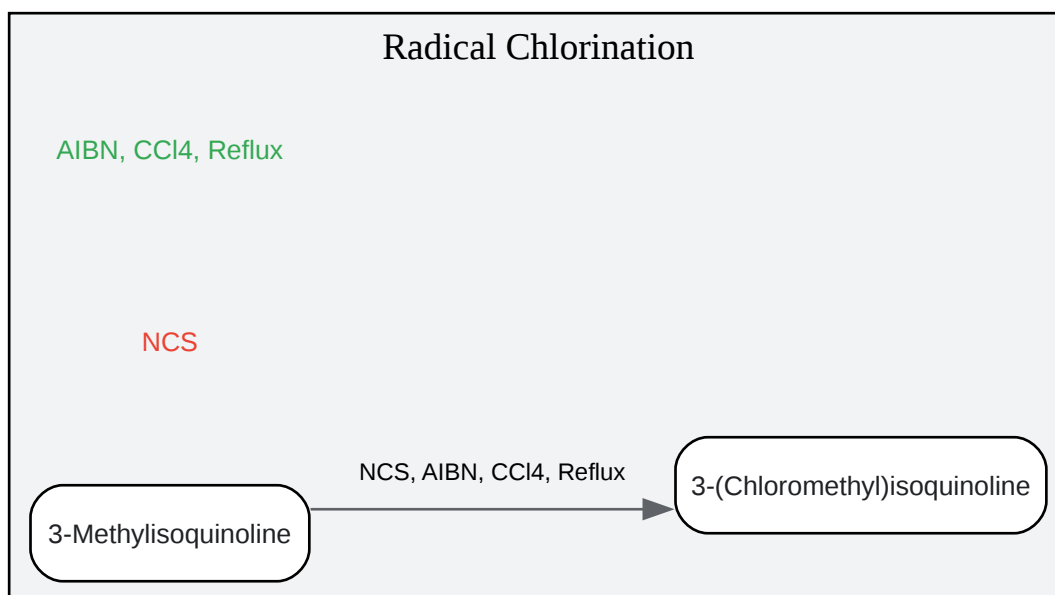 Radical Chlorination
AIBN, CCl4, Reflux
NCS
NCS, AIBN, CCl4, Reflux
3-(Chloromethyl)isoquinoline
3-Methylisoquinoline